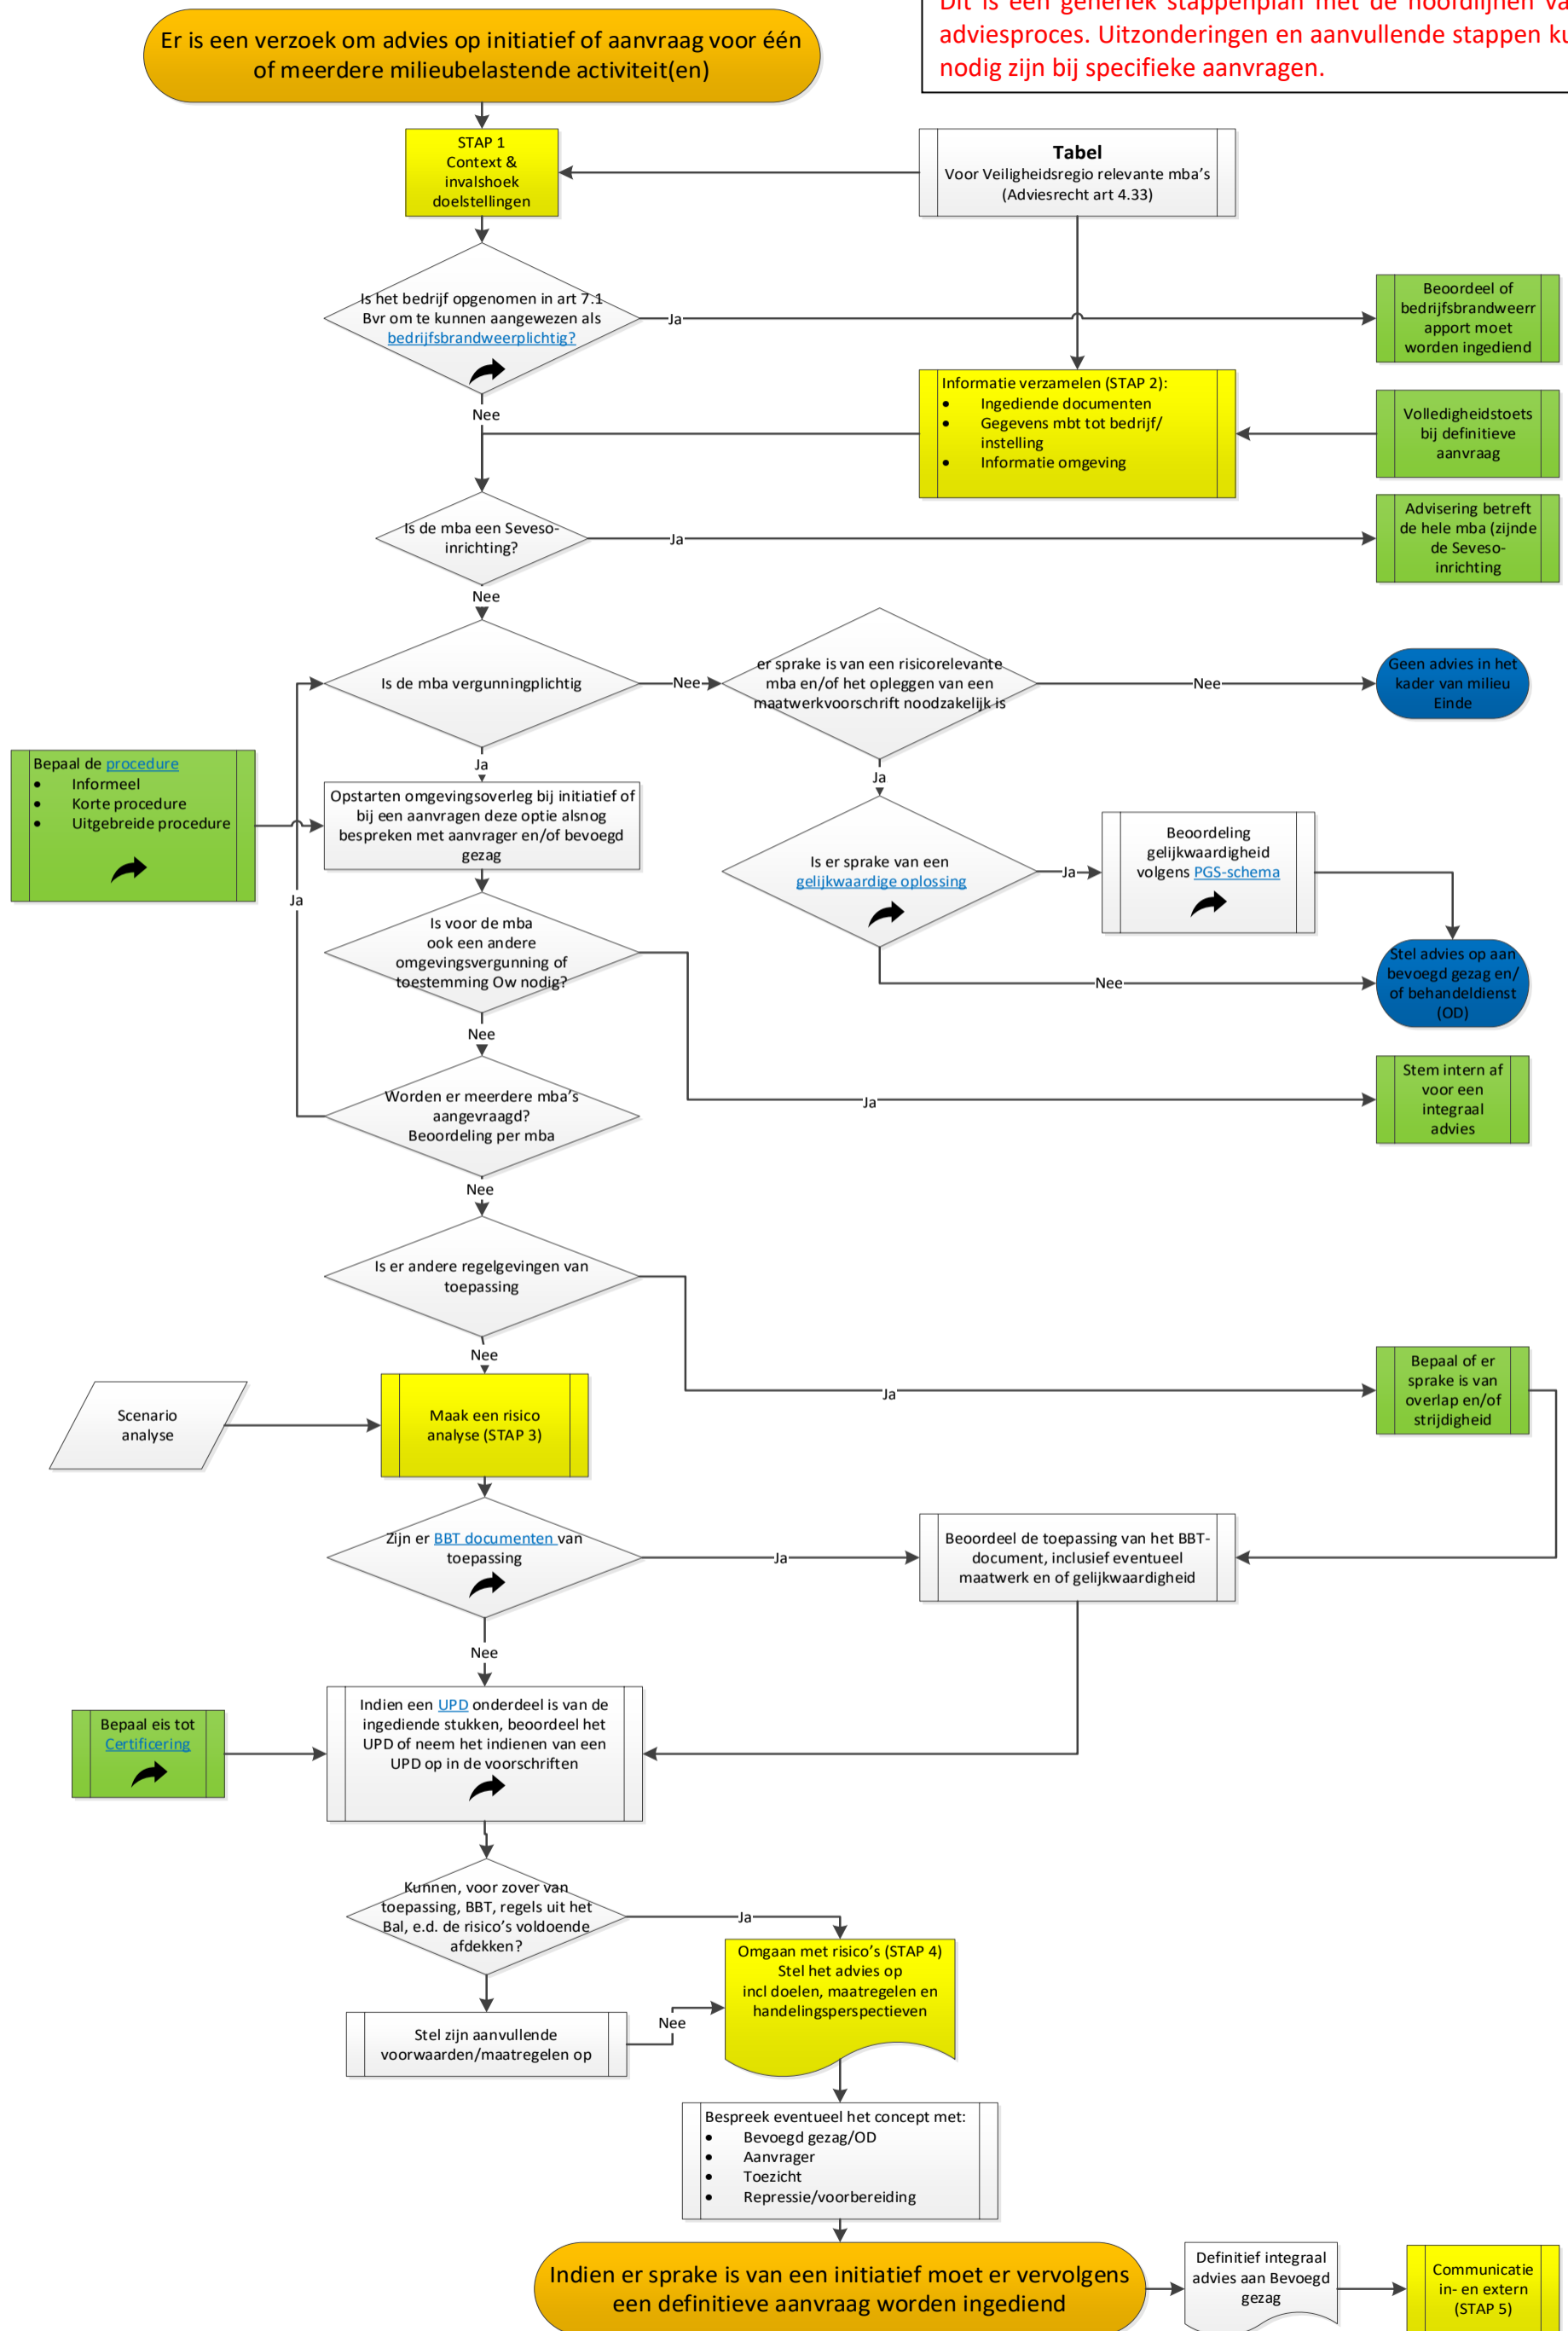 Dit is een generiek stappenplan met de hoofdlijnen
adviesproces. Uitzonderingen en aanvullende stappen
nodig zijn bij specifieke aanvragen.
Er is een verzoek om advies op initiatief of aanvraag voor één
of meerdere milieubelastende activiteit(en)
STAP 1
Context &
invalshoek
doelstellingen
Tabel
Voor Veiligheidsregio relevante mba's
(Adviesrecht art 4.33)
Is het bedrijf opgenomen in art 7.1
Bvr om te kunnen aangewezen als
bedrijfsbrandweerplichtig?
Ja
Beoordeel of
bedrijfsbrandweerr
apport moet
worden ingediend
Nee
Informatie verzamelen (STAP 2):
• Ingediende documenten
• Gegevens mbt tot bedrijf/
instelling
• Informatie omgeving
Volledigheidstoets
bij definitieve
aanvraag
Is de mba een Seveso-
inrichting?
Ja
Advisering betreft
de hele mba (zijnde
de Seveso-
inrichting
Nee
Is de mba vergunningplichtig
Nee
er sprake is van een risicorelevante
mba en/of het opleggen van een
maatwerkvoorschrift noodzakelijk is
Nee
Geen advies in het
kader van milieu
Einde
Ja
Ja
Bepaal de procedure
• Informeel
• Korte procedure
• Uitgebreide procedure
Opstarten omgevingsoverleg bij initiatief of
bij een aanvragen deze optie alsnog
bespreken met aanvrager en/of bevoegd
gezag
Is er sprake van een
gelijkwaardige oplossing
Ja
Beoordeling
gelijkwaardigheid
volgens PGS-schema
Ja
Is voor de mba
ook een andere
omgevingsvergunning of
toestemming Ow nodig?
Nee
Stel advies op aan
bevoegd gezag en/
of behandeldienst
(OD)
Nee
Ja
Stem intern af
voor een
integraal
advies
Worden er meerdere mba's
aangevraagd?
Beoordeling per mba
Nee
Is er andere regelgevingen van
toepassing
Nee
Ja
Bepaal of er
sprake is van
overlap en/of
strijdigheid
Scenario
analyse
Maak een risico
analyse (STAP 3)
Zijn er BBT documenten van
toepassing
Ja
Beoordeel de toepassing van het BBT-
document, inclusief eventueel
maatwerk en of gelijkwaardigheid
Nee
Bepaal eis tot
Certificering
Indien een UPD onderdeel is van de
ingediende stukken, beoordeel het
UPD of neem het indienen van een
UPD op in de voorschriften
Kunnen, voor zover van
toepassing, BBT, regels uit het
Bal, e.d. de risico's voldoende
afdekken?
Ja
Omgaan met risico's (STAP 4)
Stel het advies op
incl doelen, maatregelen en
handelingsperspectieven
Stel zijn aanvullende
voorwaarden/maatregelen op
Nee
Bespreek eventueel het concept met:
• Bevoegd gezag/OD
• Aanvrager
• Toezicht
• Repressie/voorbereiding
Indien er sprake is van een initiatief moet er vervolgens
een definitieve aanvraag worden ingediend
Definitief integraal
advies aan Bevoegd
gezag
Communicatie
in- en extern
(STAP 5)